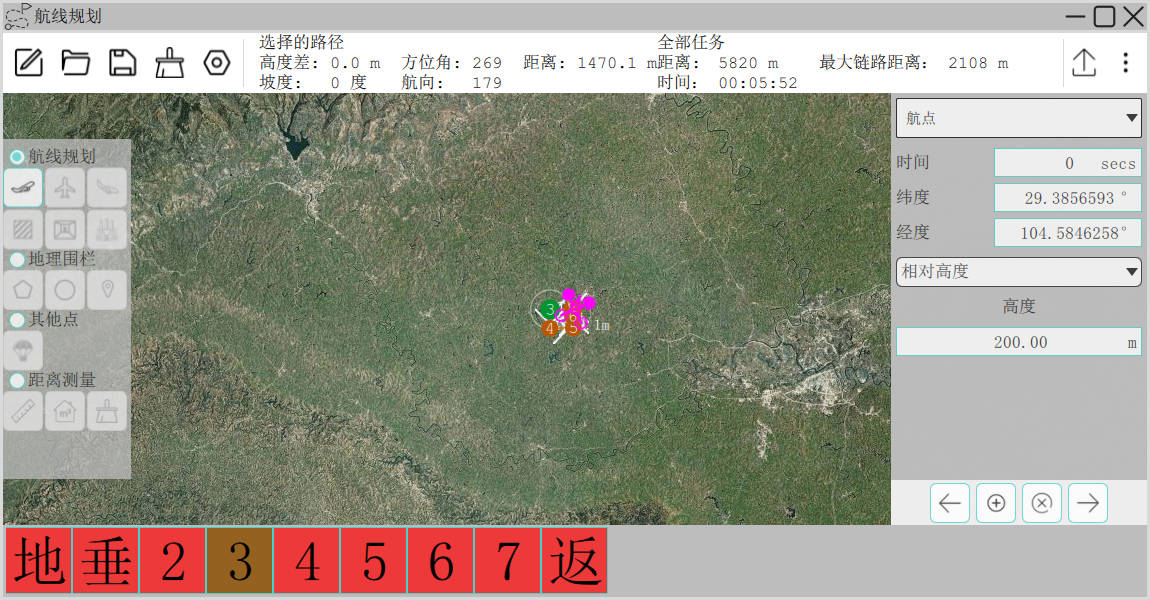 航线规划
选择的路径
全部任务
高度差: 0.0 m 方位角: 269 距离: 1470.1 m
距离: 5820 m 最大链路距离: 2108 m
坡度: 0 度 航向: 179
时间: 00:05:52
航线规划
地理围栏
其他点
距离测量
m²
3
6
4
5
1m
航点
时间 0 secs
纬度 29.3856593 °
经度 104.5846258°
相对高度
高度
200.00 m
地 垂 2 3 4 5 6 7 返